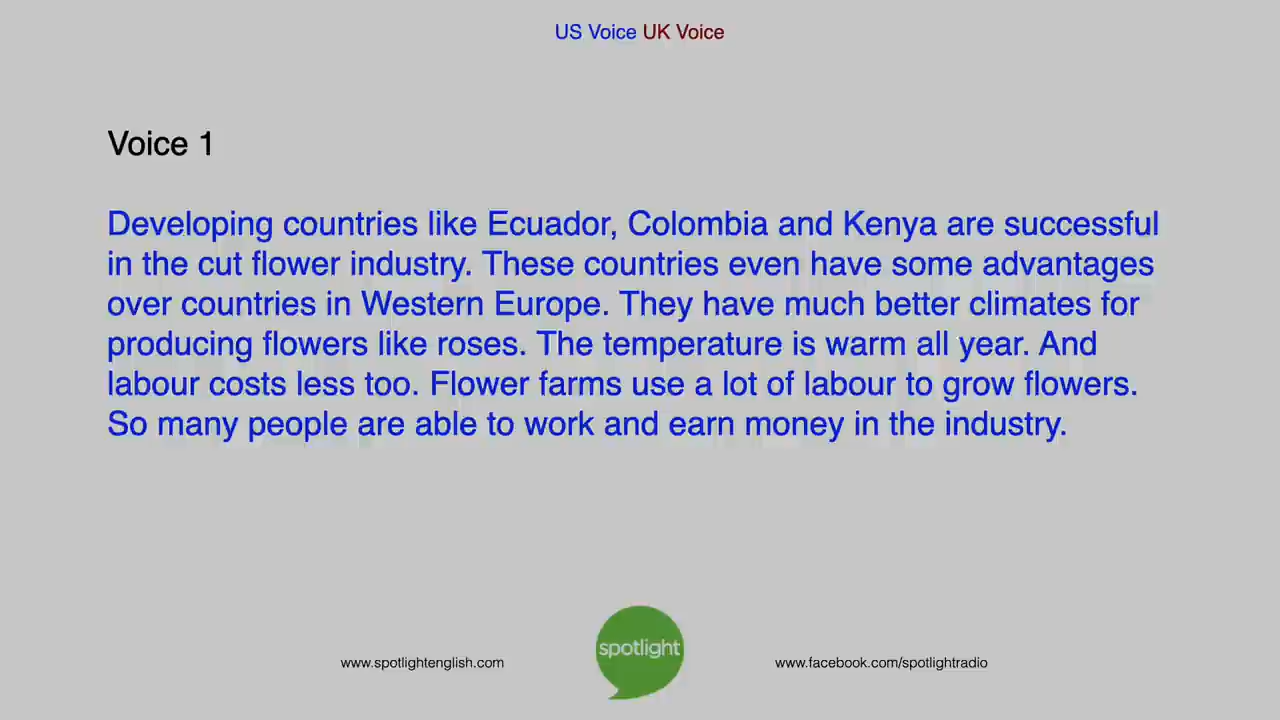 US Voice UK Voice
Voice 1
Developing countries like Ecuador, Colombia and Kenya are successful
in the cut flower industry. These countries even have some advantages
over countries in Western Europe. They have much better climates for
producing flowers like roses. The temperature is warm all year. And
labour costs less too. Flower farms use a lot of labour to grow flowers.
So many people are able to work and earn money in the industry.
spotlight
www.spotlightenglish.com
www.facebook.com/spotlightradio